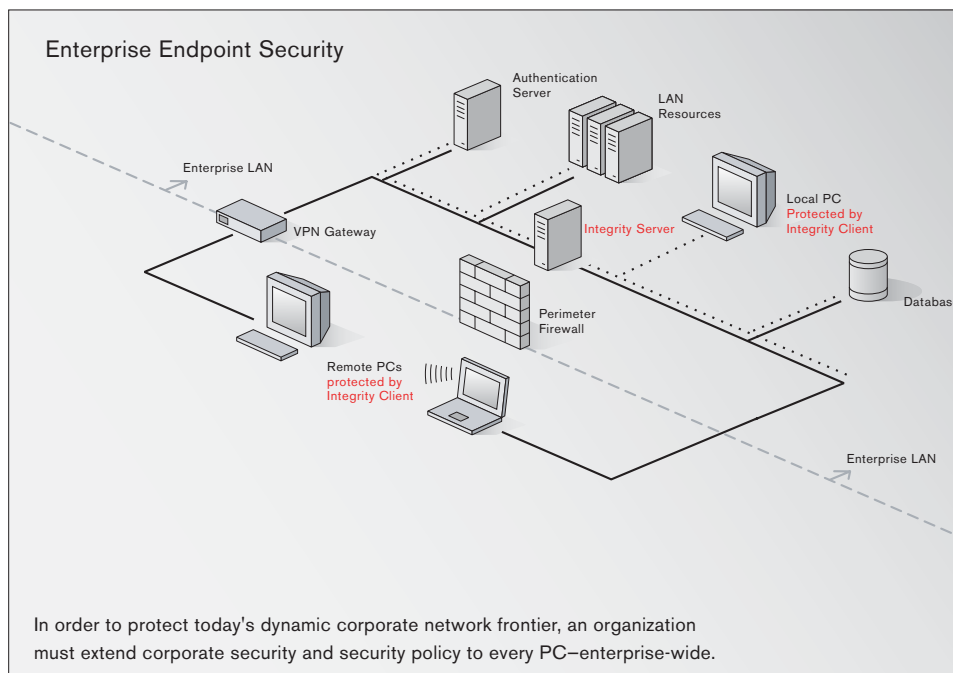 Enterprise Endpoint Security
Authentication
Server
LAN
Resources
Enterprise LAN
VPN Gateway
Integrity Server
Local PC
Protected by
Integrity Client
Perimeter
Firewall
Databas
Remote PCs
protected by
Integrity Client
Enterprise LAN
In order to protect today's dynamic corporate network frontier, an organization
must extend corporate security and security policy to every PC–enterprise-wide.